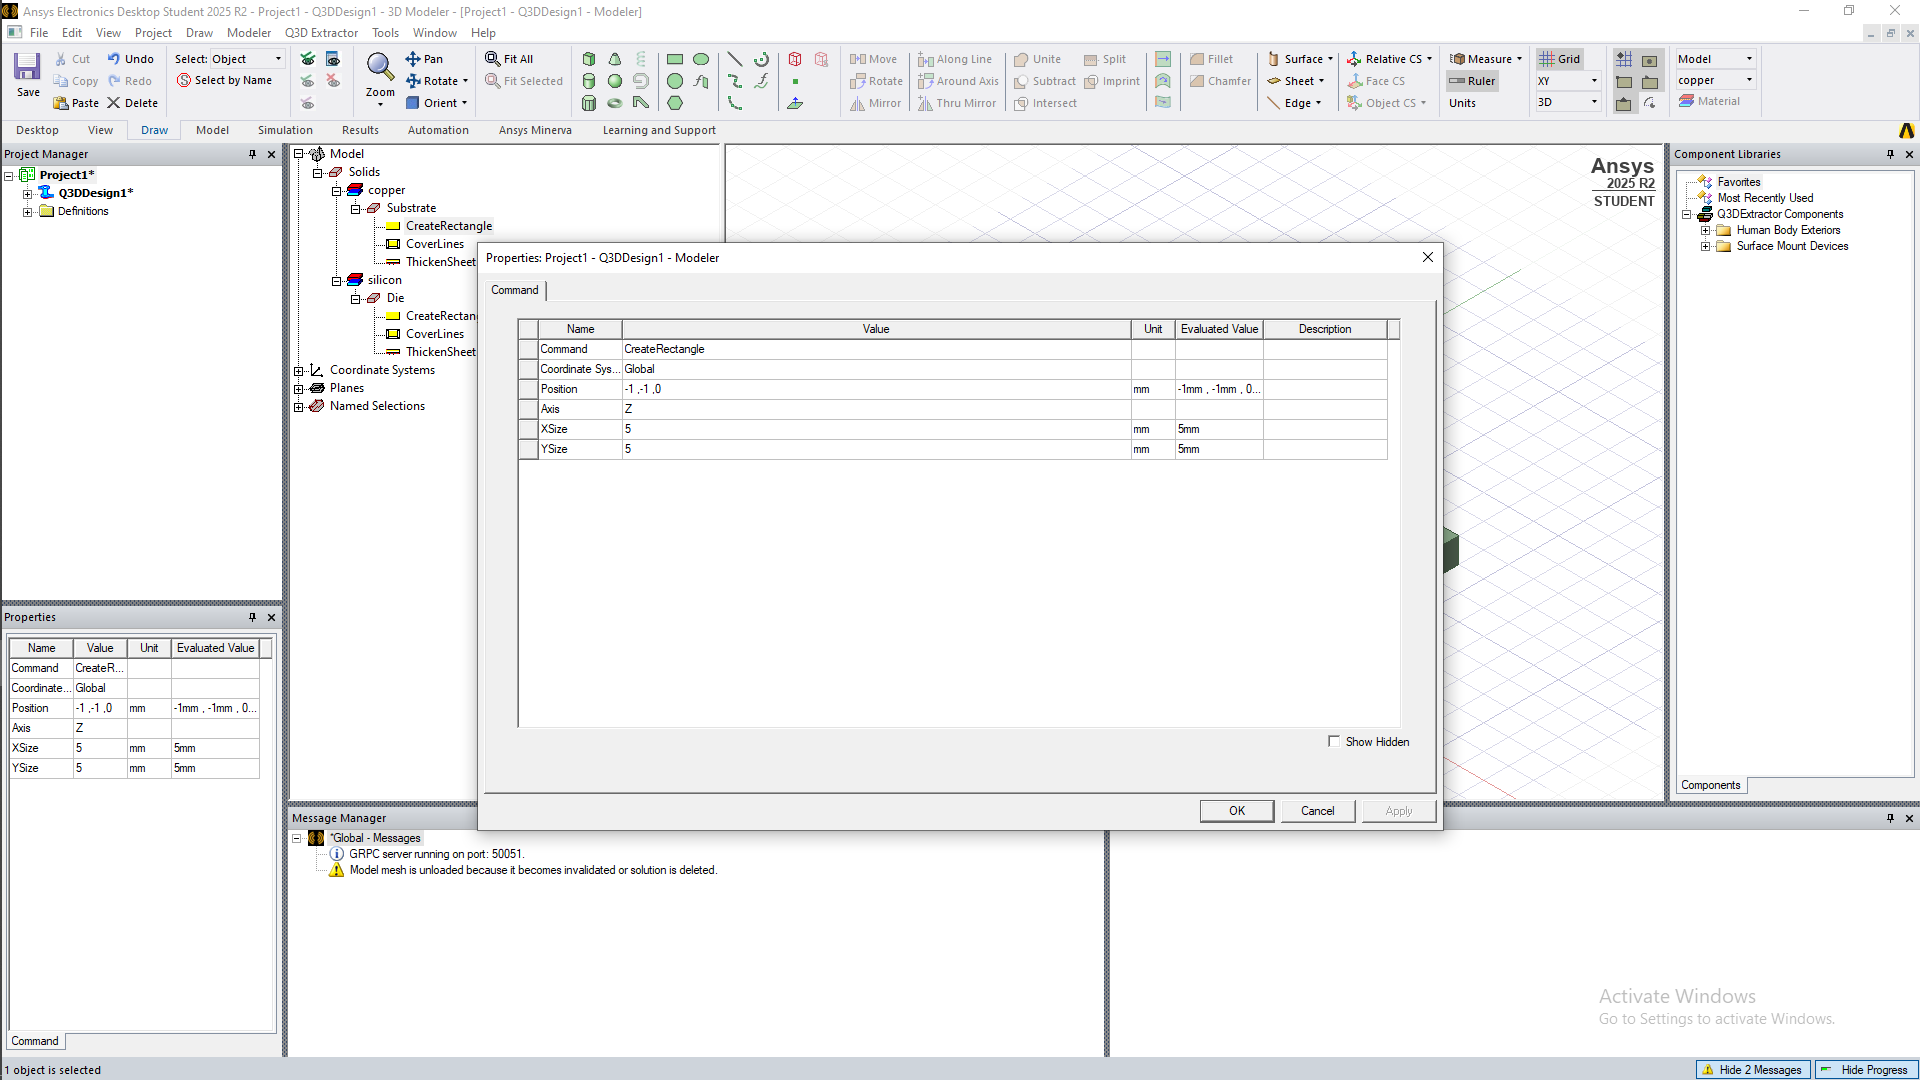 Ansys Electronics Desktop Student 2025 R2 - Project1 - Q3DDesign1 - 3D Modeler - [Project1 - Q3DDesign1 - Modeler]
File Edit View Project Draw Modeler Q3D Extractor Tools Window Help
Save
Cut
Copy
Paste
Undo
Redo
Delete
Select: Object
Select by Name
Zoom
Pan
Rotate
Orient
Fit All
Fit Selected
Move
Rotate
Mirror
Along Line
Around Axis
Thru Mirror
Unite
Subtract
Intersect
Split
Imprint
Fillet
Chamfer
Surface
Sheet
Edge
Relative CS
Face CS
Object CS
Measure
Ruler
Units
Grid
XY
3D
Model
copper
Material
Desktop View Draw Model Simulation Results Automation Ansys Minerva Learning and Support
Project Manager
Project1*
Q3DDesign1*
Definitions
Model
Solids
copper
Substrate
CreateRectangle
CoverLines
ThickenSheet
silicon
Die
CreateRectan
CoverLines
ThickenSheet
Coordinate Systems
Planes
Named Selections
Ansys
2025 R2
STUDENT
Component Libraries
Favorites
Most Recently Used
Q3DExtractor Components
Human Body Exteriors
Surface Mount Devices
Components
Properties: Project1 - Q3DDesign1 - Modeler
Command
Name Value Unit Evaluated Value Description
Command CreateRectangle
Coordinate Sys... Global
Position -1 ,-1 ,0 mm -1mm , -1mm , 0...
Axis Z
XSize 5 mm 5mm
YSize 5 mm 5mm
Show Hidden
OK Cancel Apply
Properties
Name Value Unit Evaluated Value
Command CreateR...
Coordinate... Global
Position -1 ,-1 ,0 mm -1mm , -1mm , 0...
Axis Z
XSize 5 mm 5mm
YSize 5 mm 5mm
Command
Message Manager
*Global - Messages
GRPC server running on port: 50051.
Model mesh is unloaded because it becomes invalidated or solution is deleted.
Activate Windows
Go to Settings to activate Windows.
1 object is selected
Hide 2 Messages
Hide Progress